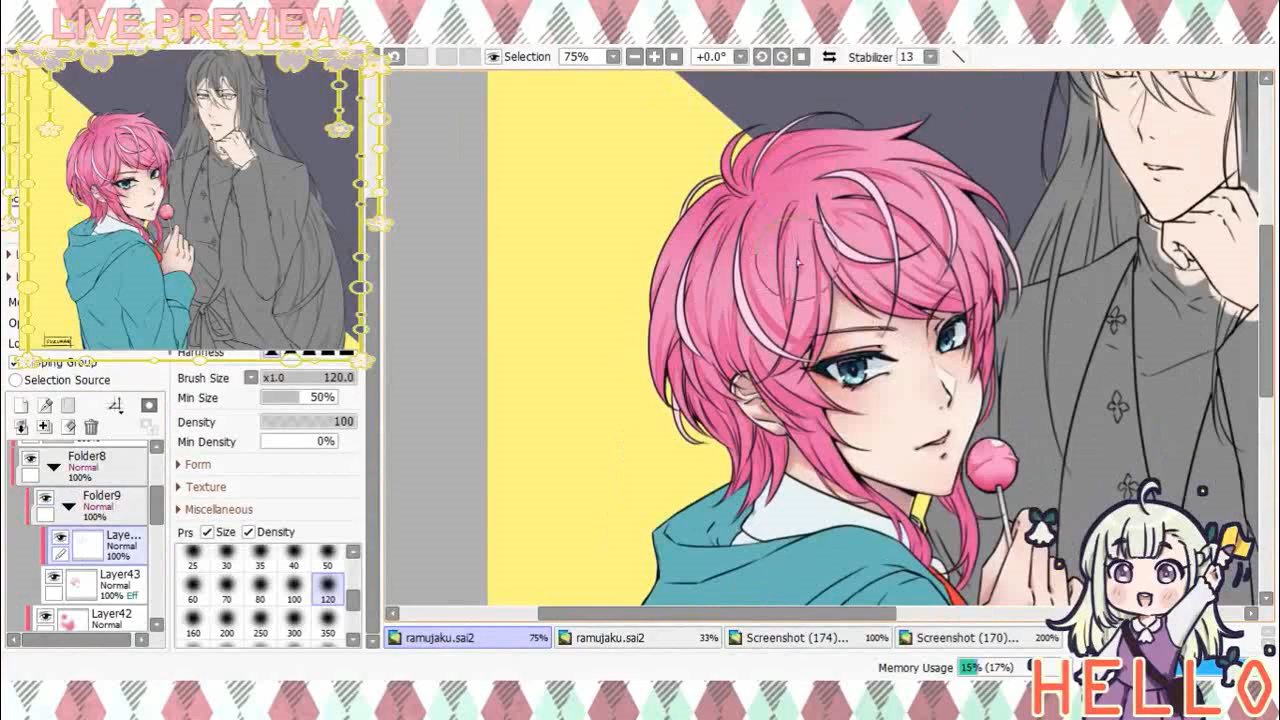 LIVE PREVIEW
Selection 75% +0.0° Stabilizer 13
Selection Source
Hardness
Brush Size x1.0 120.0
Min Size 50%
Density 100
Min Density 0%
Form
Texture
Miscellaneous
Prs Size Density
25 30 35 40 50
60 70 80 100 120
160 200 250 300 350
Folder8
Normal
100%
Folder9
Normal
100%
Laye...
Normal
100%
Layer43
Normal
100% Eff
Layer42
Normal
ramujaku.sai2 75% ramujaku.sai2 33% Screenshot (174)... 100% Screenshot (170)... 200%
Memory Usage 15% (17%)
HELLO